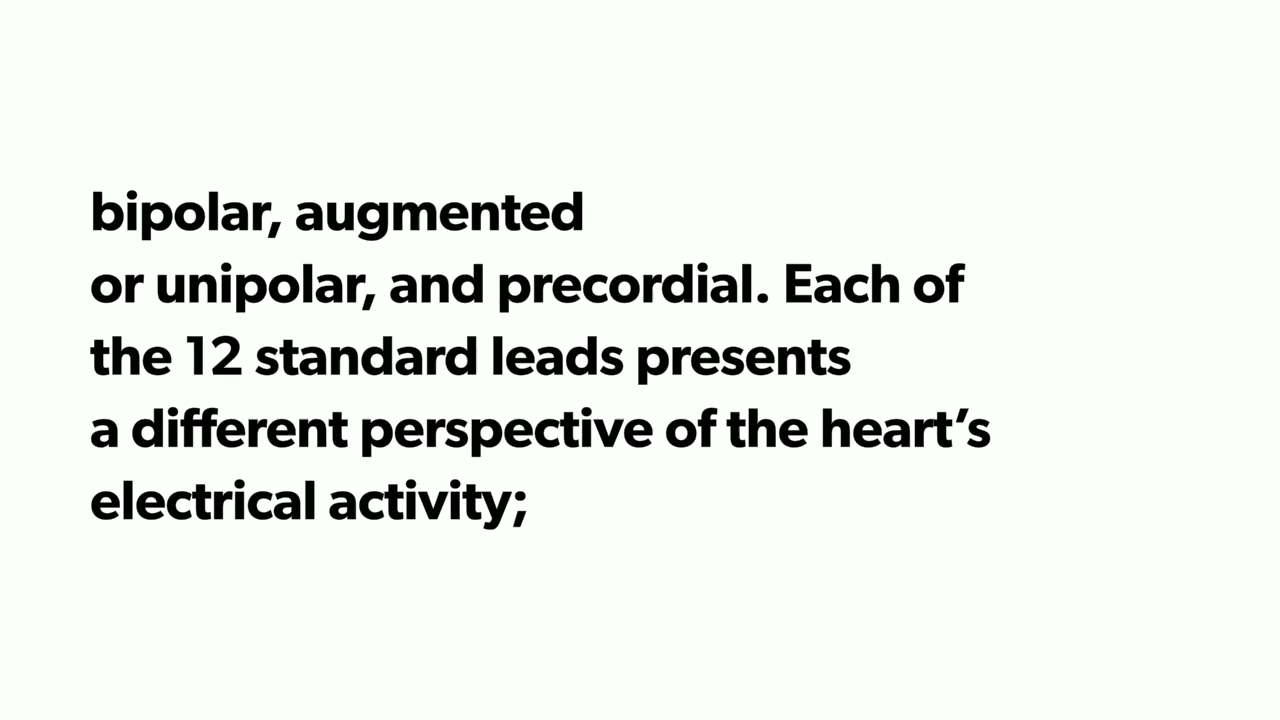 bipolar, augmented
or unipolar, and precordial. Each of
the 12 standard leads presents
a different perspective of the heart’s
electrical activity;